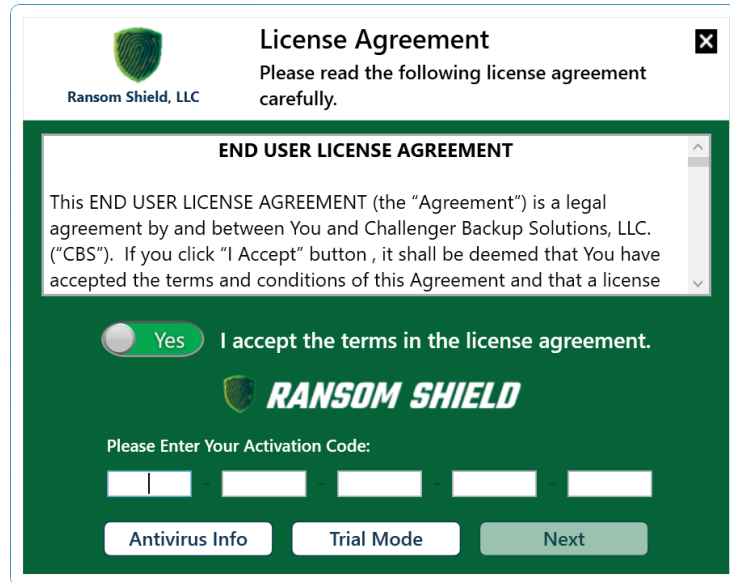 License Agreement
Please read the following license agreement
carefully.
Ransom Shield, LLC
END USER LICENSE AGREEMENT
This END USER LICENSE AGREEMENT (the “Agreement”) is a legal
agreement by and between You and Challenger Backup Solutions, LLC.
(“CBS”).  If you click “I Accept” button , it shall be deemed that You have
accepted the terms and conditions of this Agreement and that a license
Yes
I accept the terms in the license agreement.
RANSOM SHIELD
Please Enter Your Activation Code:
- - - -
Antivirus Info
Trial Mode
Next